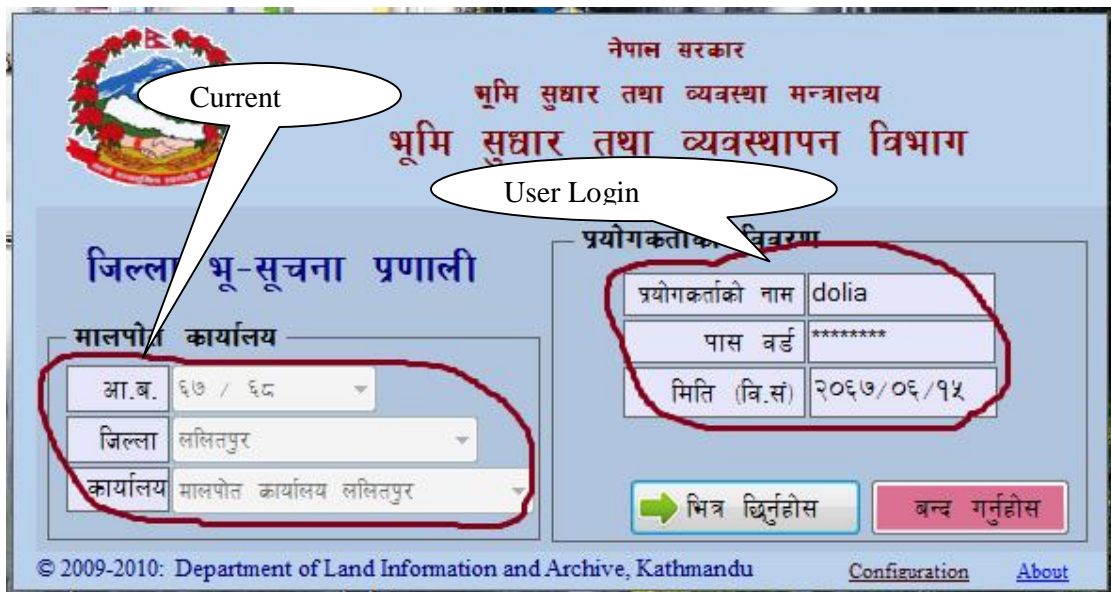 नेपाल सरकार
भूमि सुधार तथा व्यवस्था मन्त्रालय
भूमि सुधार तथा व्यवस्थापन विभाग
Current
User Login
जिल्ला भू-सूचना प्रणाली
मालपोत कार्यालय
आ.ब. ६७ / ६८
जिल्ला ललितपुर
कार्यालय मालपोत कार्यालय ललितपुर
प्रयोगकर्ताको विवरण
प्रयोगकर्ताको नाम dolia
पास वर्ड ********
मिति (वि.सं) २०६७/०६/१५
भित्र छिर्नुहोस
बन्द गर्नुहोस
© 2009-2010: Department of Land Information and Archive, Kathmandu
Configuration
About